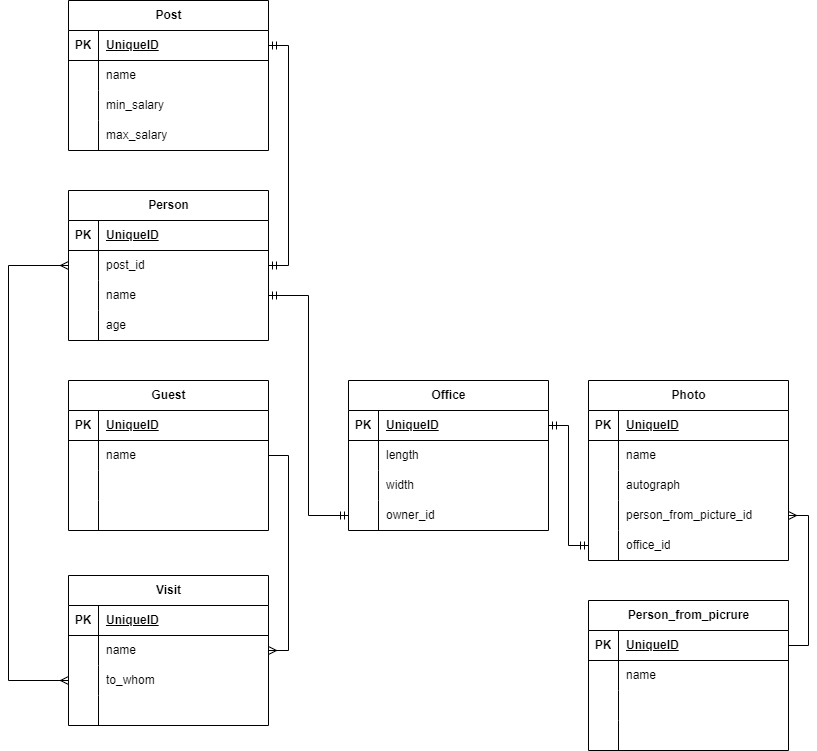 Post
PK UniqueID
name
min_salary
max_salary
Person
PK UniqueID
post_id
name
age
Guest
PK UniqueID
name
Visit
PK UniqueID
name
to_whom
Office
PK UniqueID
length
width
owner_id
Photo
PK UniqueID
name
autograph
person_from_picture_id
office_id
Person_from_picrure
PK UniqueID
name